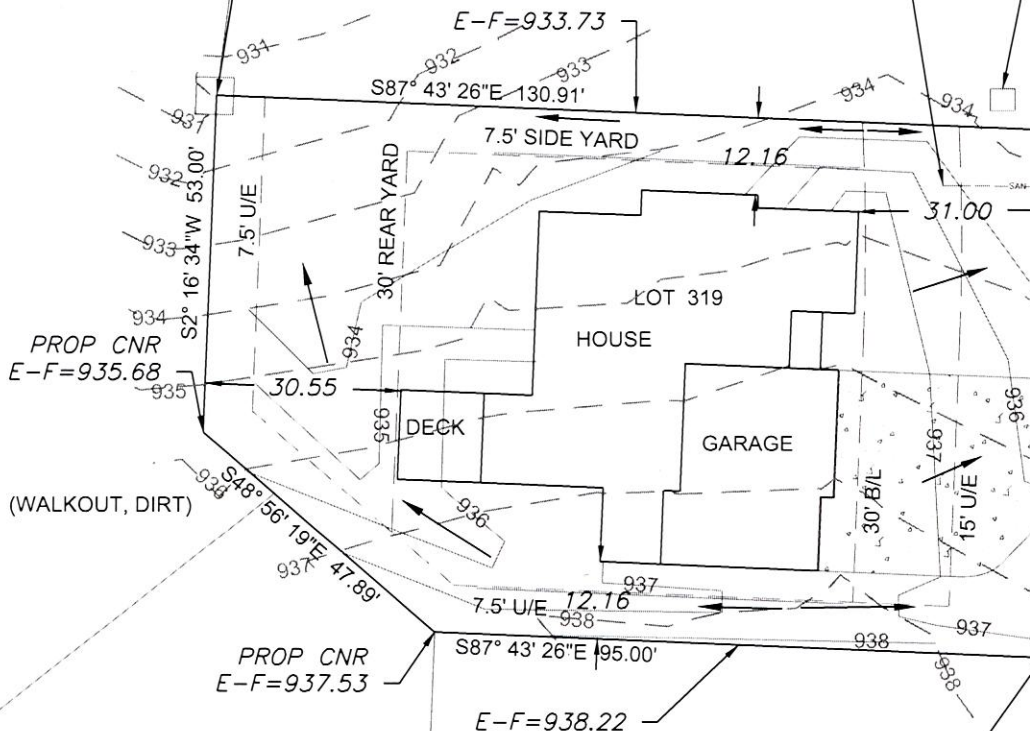 E-F=933.73
931
932
933
934
934
S87° 43' 26"E 130.91'
937
7.5' SIDE YARD
12.16
SAN
932
S2° 16' 34"W 53.00'
7.5' U/E
30' REAR YARD
31.00
933
LOT 319
934
HOUSE
934
PROP CNR
E-F=935.68
935
30.55
936
935
DECK
GARAGE
937
938
(WALKOUT, DIRT)
S48° 56' 19"E 47.89'
936
30' B/L
15' U/E
937
937
7.5' U/E
12.16
938
937
S87° 43' 26"E 95.00'
938
938
PROP CNR
E-F=937.53
E-F=938.22